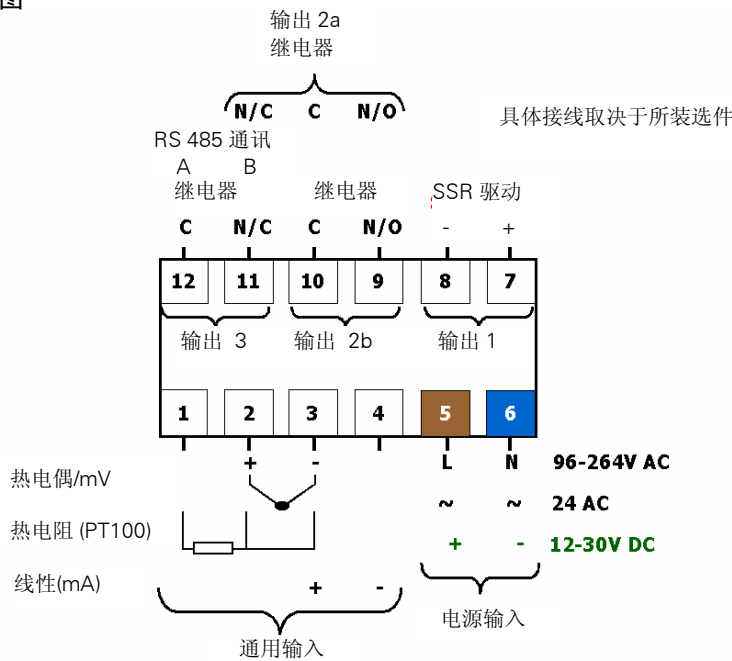 图
输出 2a
继电器
N/C C N/O
具体接线取决于所装选件
RS 485 通讯
A B
继电器 继电器 SSR 驱动
C N/C C N/O - +
12 11 10 9 8 7
输出 3 输出 2b 输出 1
1 2 3 4 5 6
+ - L N 96-264V AC
热电偶/mV
~ ~ 24 AC
热电阻 (PT100)
+ - 12-30V DC
线性(mA)
+ -
电源输入
通用输入